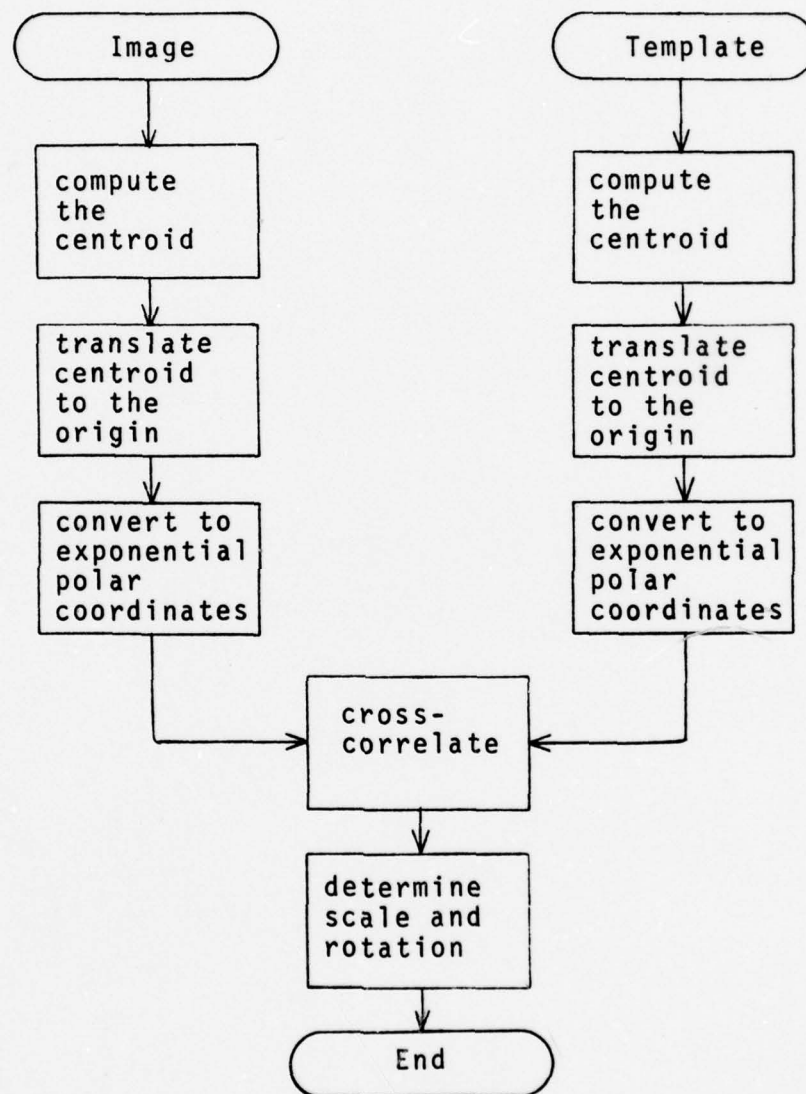 Image
compute
the
centroid
translate
centroid
to the
origin
convert to
exponential
polar
coordinates
Template
compute
the
centroid
translate
centroid
to the
origin
convert to
exponential
polar
coordinates
cross-
correlate
determine
scale and
rotation
End